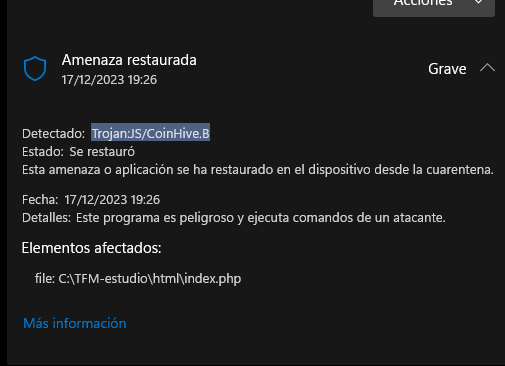 Acciones
Amenaza restaurada
17/12/2023 19:26
Grave
Detectado: Trojan:JS/CoinHive.B
Estado: Se restauró
Esta amenaza o aplicación se ha restaurado en el dispositivo desde la cuarentena.
Fecha: 17/12/2023 19:26
Detalles: Este programa es peligroso y ejecuta comandos de un atacante.
Elementos afectados:
file: C:\TFM-estudio\html\index.php
Más información